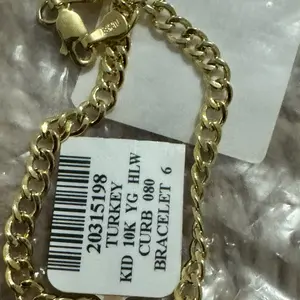 20315198
TURKEY
KID 10K YG HLW
CURB 080
BRACELET 6